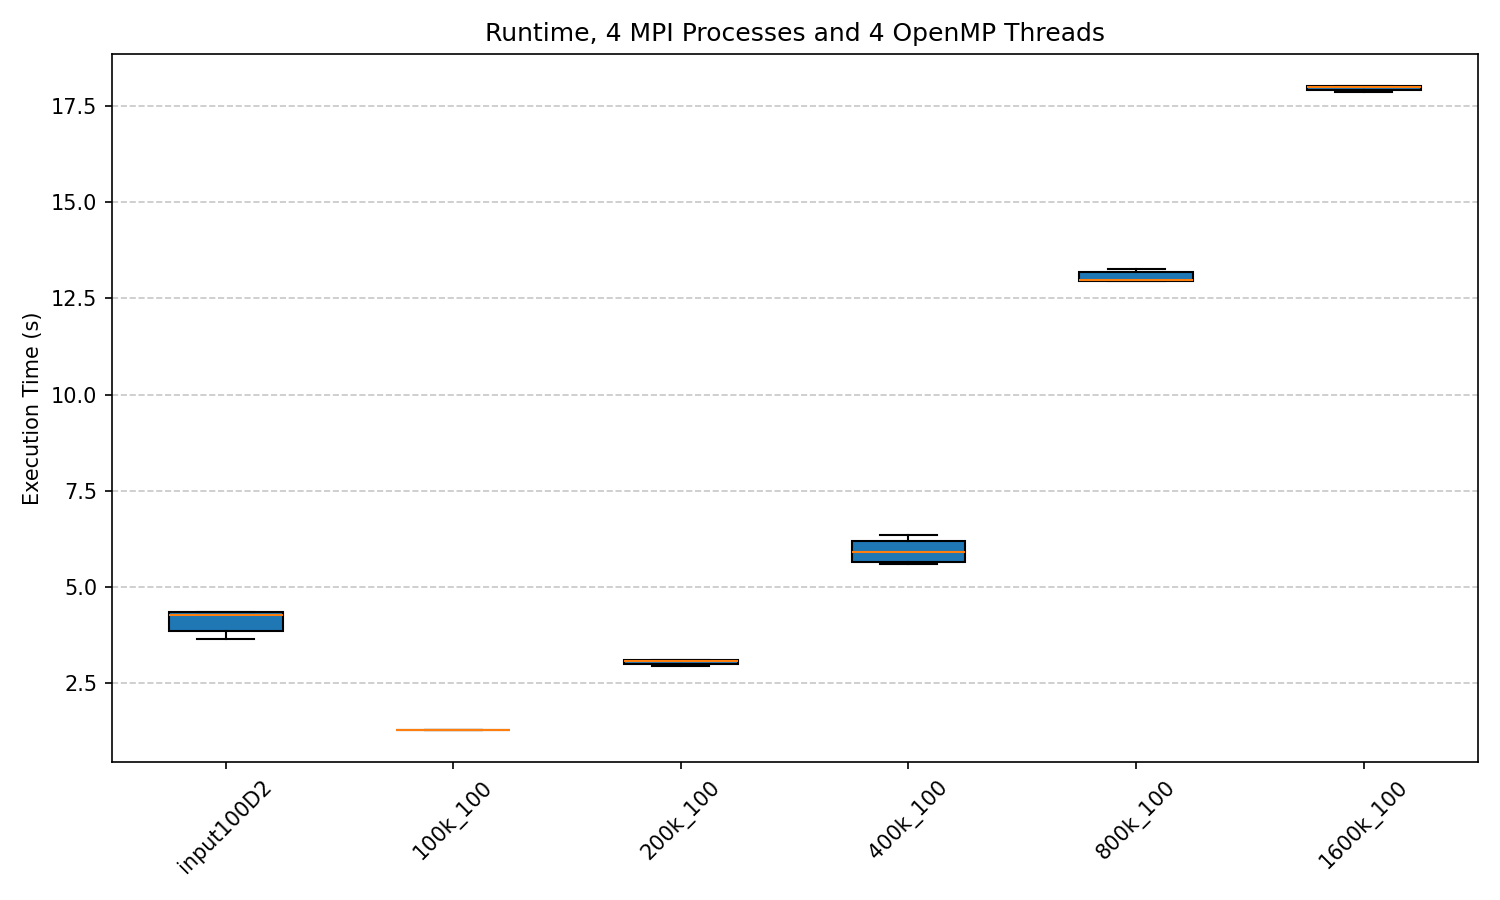 Runtime, 4 MPI Processes and 4 OpenMP Threads
Execution Time (s)
17.5
15.0
12.5
10.0
7.5
5.0
2.5
input100D2
100k_100
200k_100
400k_100
800k_100
1600k_100